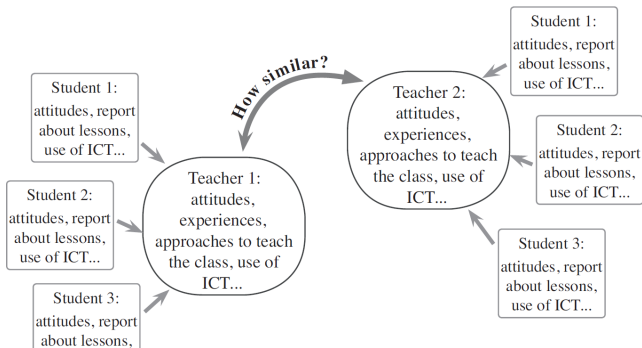 How similar?
Student 1:
attitudes, report
about lessons,
use of ICT...
Student 2:
attitudes, report
about lessons,
use of ICT...
Student 3:
attitudes, report
about lessons,
Teacher 1:
attitudes,
experiences,
approaches to teach
the class, use of
ICT...
Teacher 2:
attitudes,
experiences,
approaches to teach
the class, use of
ICT...
Student 1:
attitudes, report
about lessons,
use of ICT...
Student 2:
attitudes, report
about lessons,
use of ICT...
Student 3:
attitudes, report
about lessons,
use of ICT...